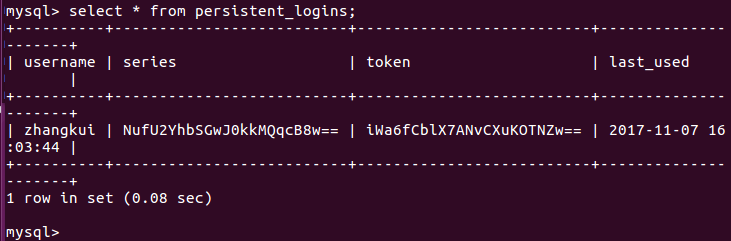 mysql> select * from persistent_logins;
+----------+--------------------------+--------------------------+--------------
-------+
| username | series                   | token                    | last_used    
       |
+----------+--------------------------+--------------------------+--------------
-------+
| zhangkui | NufU2YhbSGwJ0kkMQqcB8w== | iWa6fCblX7ANvCXuKOTNZw== | 2017-11-07 16
:03:44 |
+----------+--------------------------+--------------------------+--------------
-------+
1 row in set (0.08 sec)
mysql>